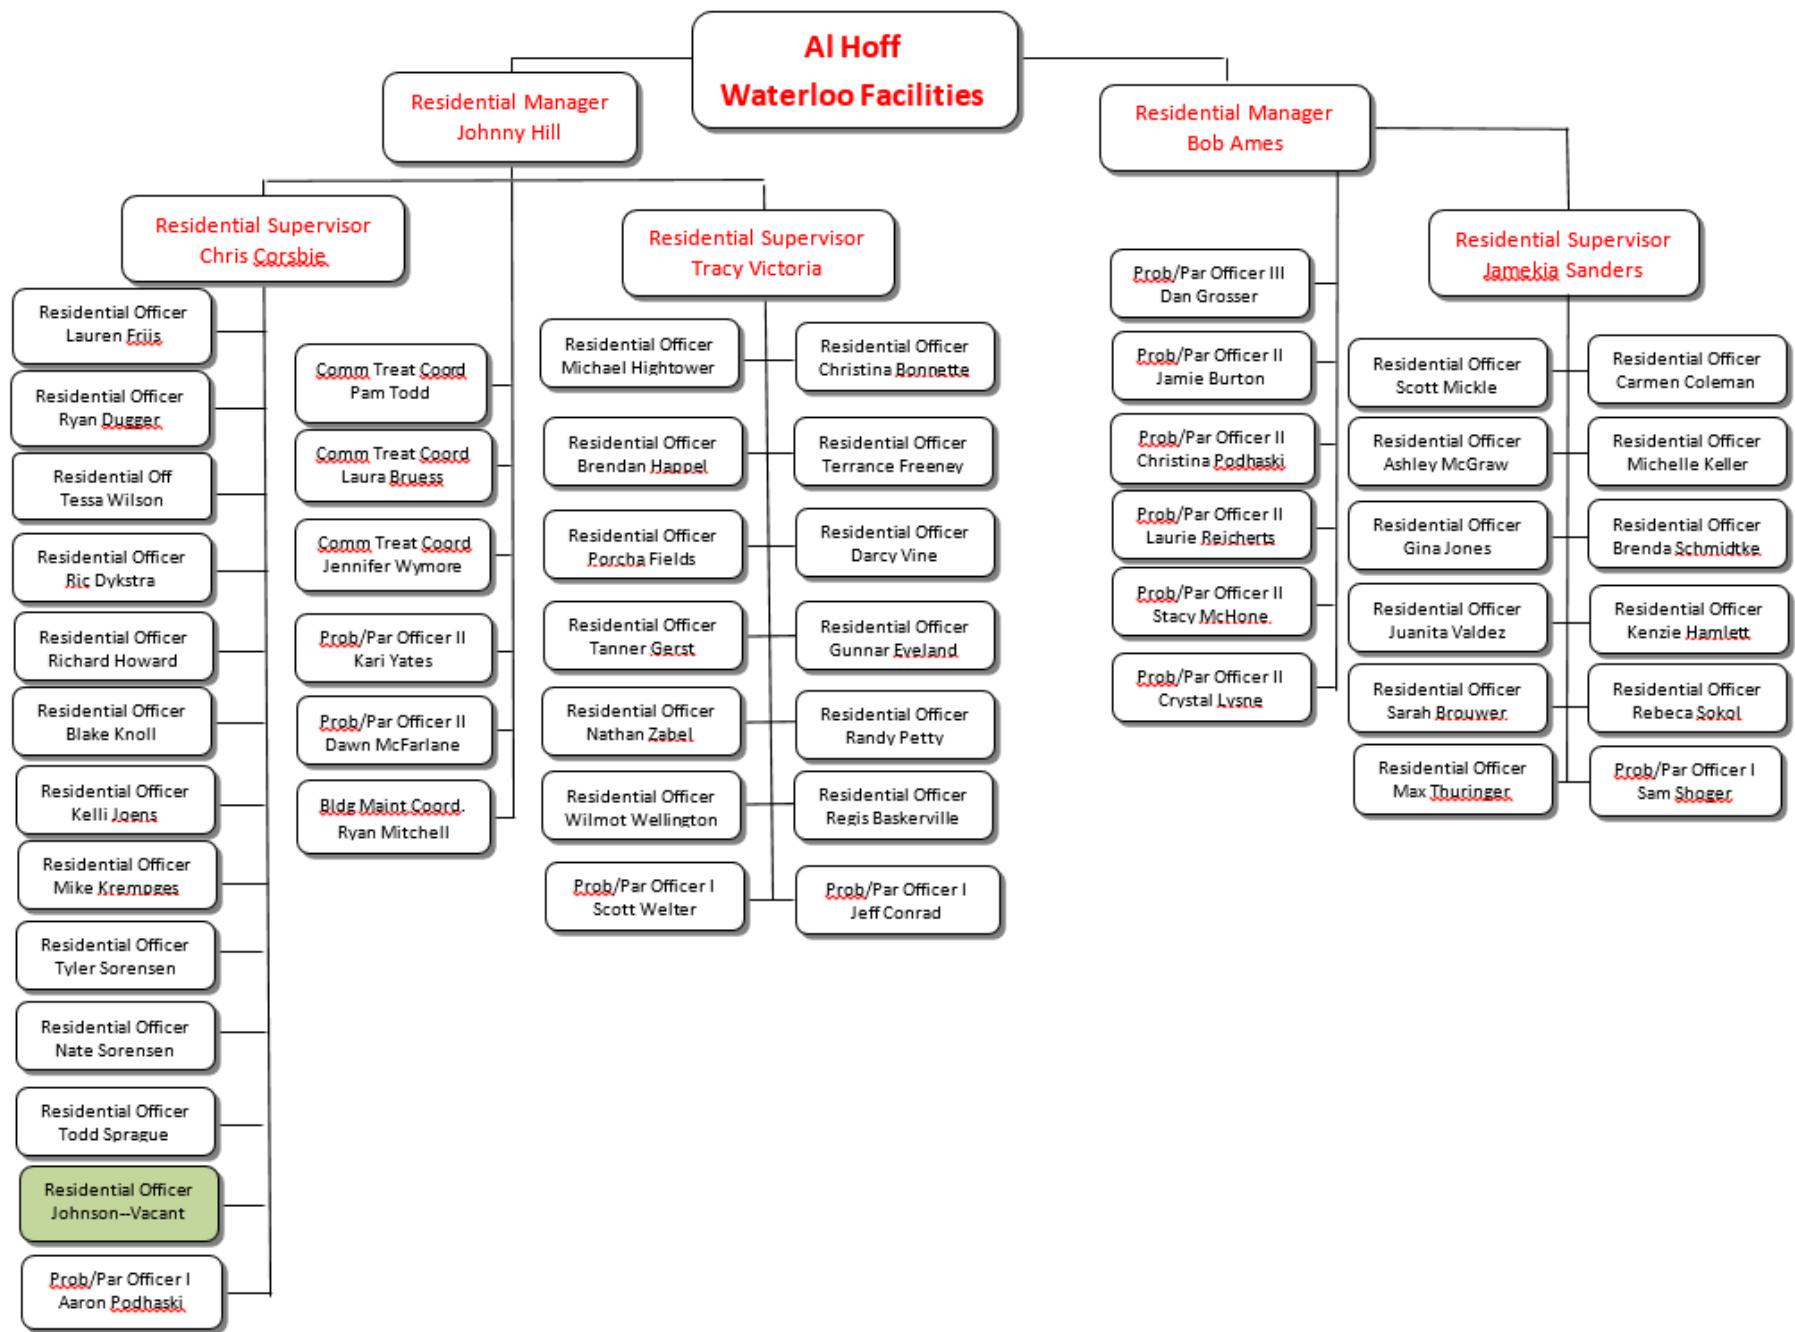 Al Hoff
Waterloo Facilities
Residential Manager
Johnny Hill
Residential Manager
Bob Ames
Residential Supervisor
Chris Corsbie
Residential Supervisor
Tracy Victoria
Residential Supervisor
Jamekia Sanders
Residential Officer
Lauren Friis
Residential Officer
Ryan Dugger
Residential Off
Tessa Wilson
Residential Officer
Ric Dykstra
Residential Officer
Richard Howard
Residential Officer
Blake Knoll
Residential Officer
Kelli Joens
Residential Officer
Mike Krempges
Residential Officer
Tyler Sorensen
Residential Officer
Nate Sorensen
Residential Officer
Todd Sprague
Residential Officer
Johnson--Vacant
Prob/Par Officer I
Aaron Podhaski
Comm Treat Coord
Pam Todd
Comm Treat Coord
Laura Bruess
Comm Treat Coord
Jennifer Wymore
Prob/Par Officer II
Kari Yates
Prob/Par Officer II
Dawn McFarlane
Bldg Maint Coord.
Ryan Mitchell
Residential Officer
Michael Hightower
Residential Officer
Christina Bonnette
Residential Officer
Brendan Happel
Residential Officer
Terrance Freeney
Residential Officer
Porcha Fields
Residential Officer
Darcy Vine
Residential Officer
Tanner Gerst
Residential Officer
Gunnar Eveland
Residential Officer
Nathan Zabel
Residential Officer
Randy Petty
Residential Officer
Wilmot Wellington
Residential Officer
Regis Baskerville
Prob/Par Officer I
Scott Welter
Prob/Par Officer I
Jeff Conrad
Prob/Par Officer III
Dan Grosser
Prob/Par Officer II
Jamie Burton
Prob/Par Officer II
Christina Podhaski
Prob/Par Officer II
Laurie Reicherts
Prob/Par Officer II
Stacy McHone
Prob/Par Officer II
Crystal Lysne
Residential Officer
Scott Mickle
Residential Officer
Carmen Coleman
Residential Officer
Ashley McGraw
Residential Officer
Michelle Keller
Residential Officer
Gina Jones
Residential Officer
Brenda Schmidtke
Residential Officer
Juanita Valdez
Residential Officer
Kenzie Hamlett
Residential Officer
Sarah Brouwer
Residential Officer
Rebeca Sokol
Residential Officer
Max Thuringer
Prob/Par Officer I
Sam Shoger